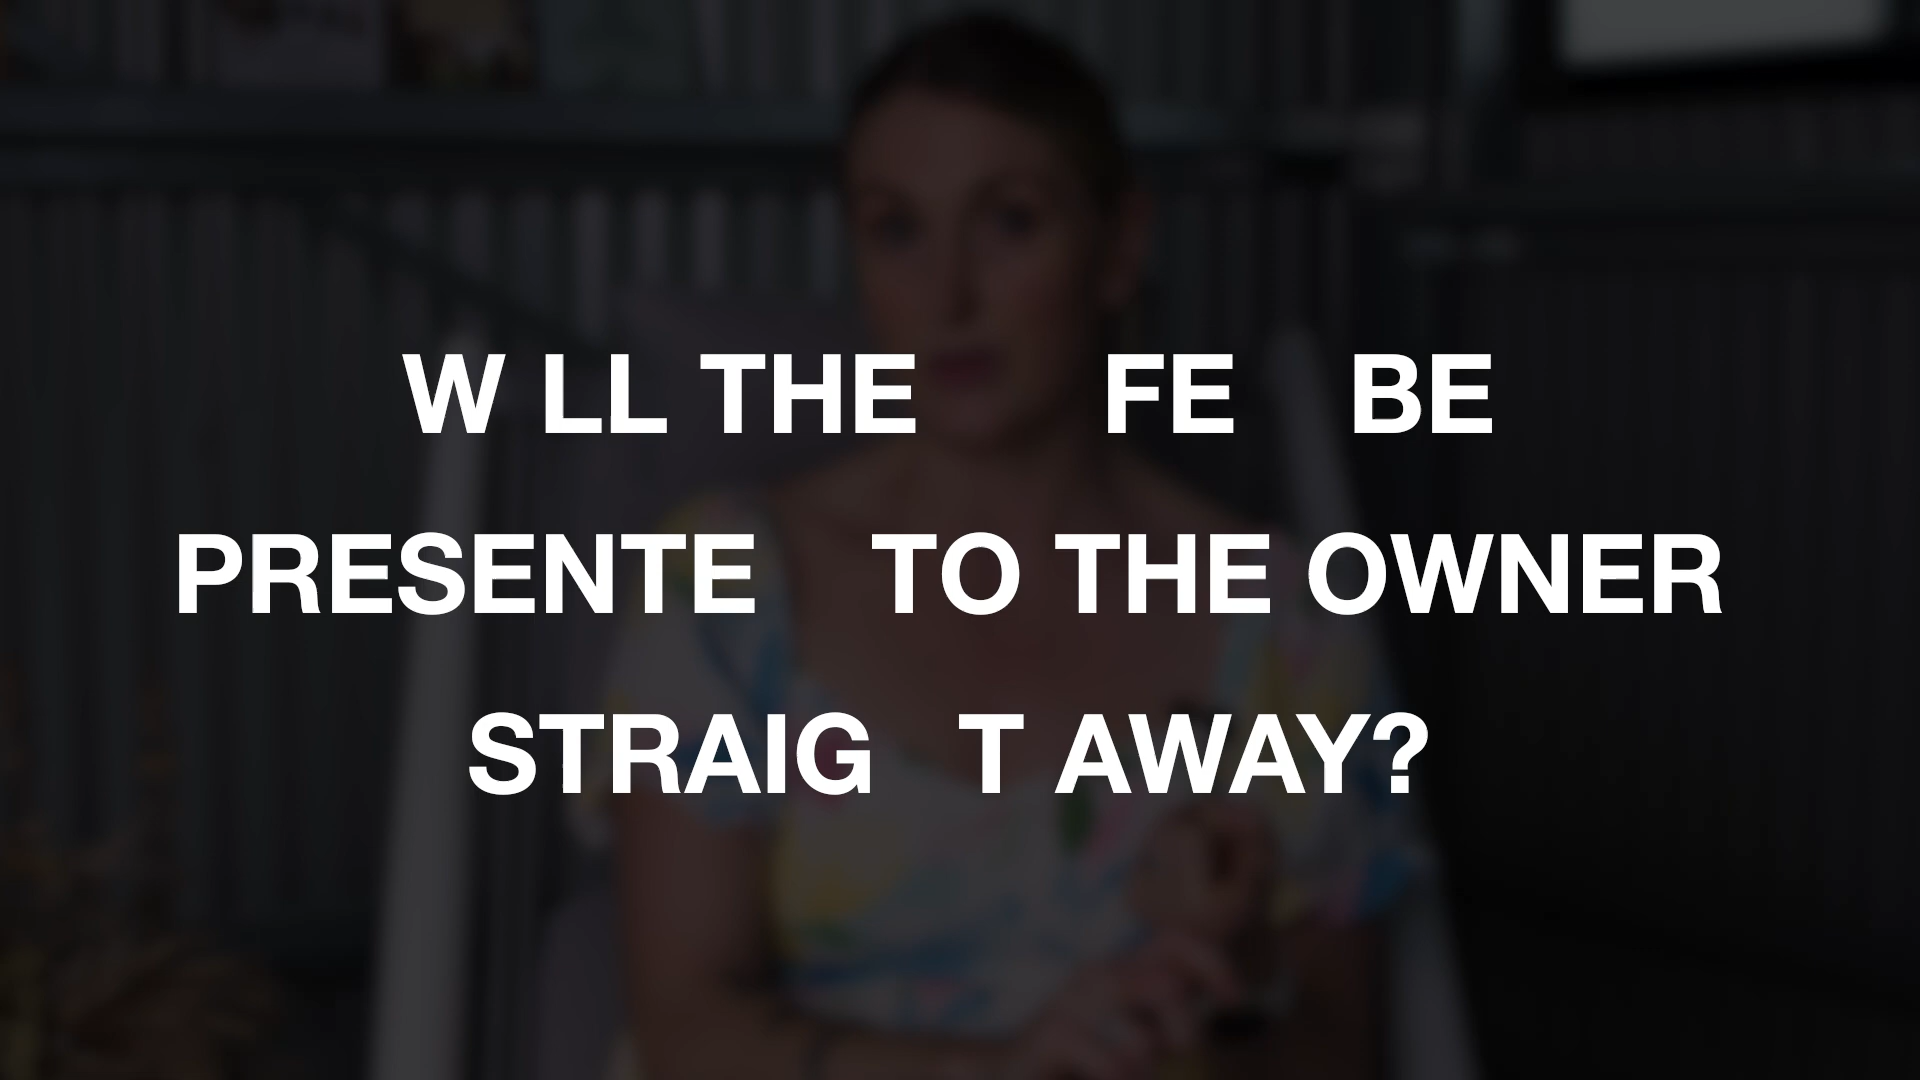 W LL THE FE BE
PRESENTE TO THE OWNER
STRAIG T AWAY?